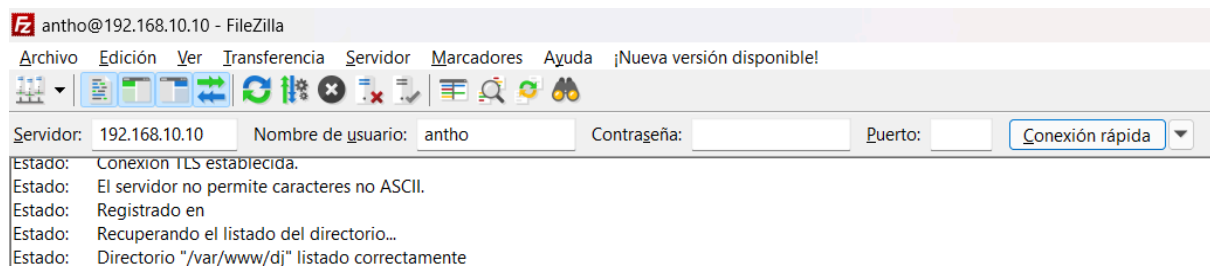 antho@192.168.10.10 - FileZilla
Archivo Edición Ver Transferencia Servidor Marcadores Ayuda ¡Nueva versión disponible!
Servidor: 192.168.10.10 Nombre de usuario: antho Contraseña: Puerto: Conexión rápida
Estado: Conexión TLS establecida.
Estado: El servidor no permite caracteres no ASCII.
Estado: Registrado en
Estado: Recuperando el listado del directorio...
Estado: Directorio "/var/www/dj" listado correctamente